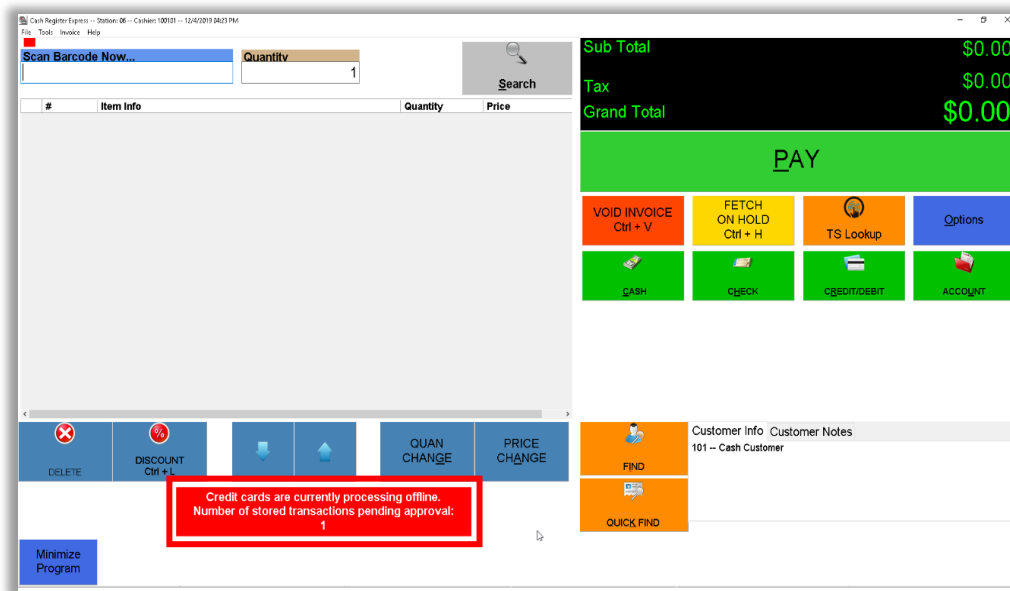 Cash Register Express -- Station: 06 -- Cashier: 100101 -- 12/4/2019 04:23 PM
File Tools Invoice Help
Scan Barcode Now...
Quantity
1
Search
# Item Info Quantity Price
Sub Total $0.00
Tax $0.00
Grand Total $0.00
PAY
VOID INVOICE
Ctrl + V
FETCH
ON HOLD
Ctrl + H
TS Lookup
Options
CASH
CHECK
CREDIT/DEBIT
ACCOUNT
DELETE
DISCOUNT
Ctrl + L
QUAN
CHANGE
PRICE
CHANGE
FIND
Customer Info Customer Notes
101 -- Cash Customer
QUICK FIND
Credit cards are currently processing offline.
Number of stored transactions pending approval:
1
Minimize
Program